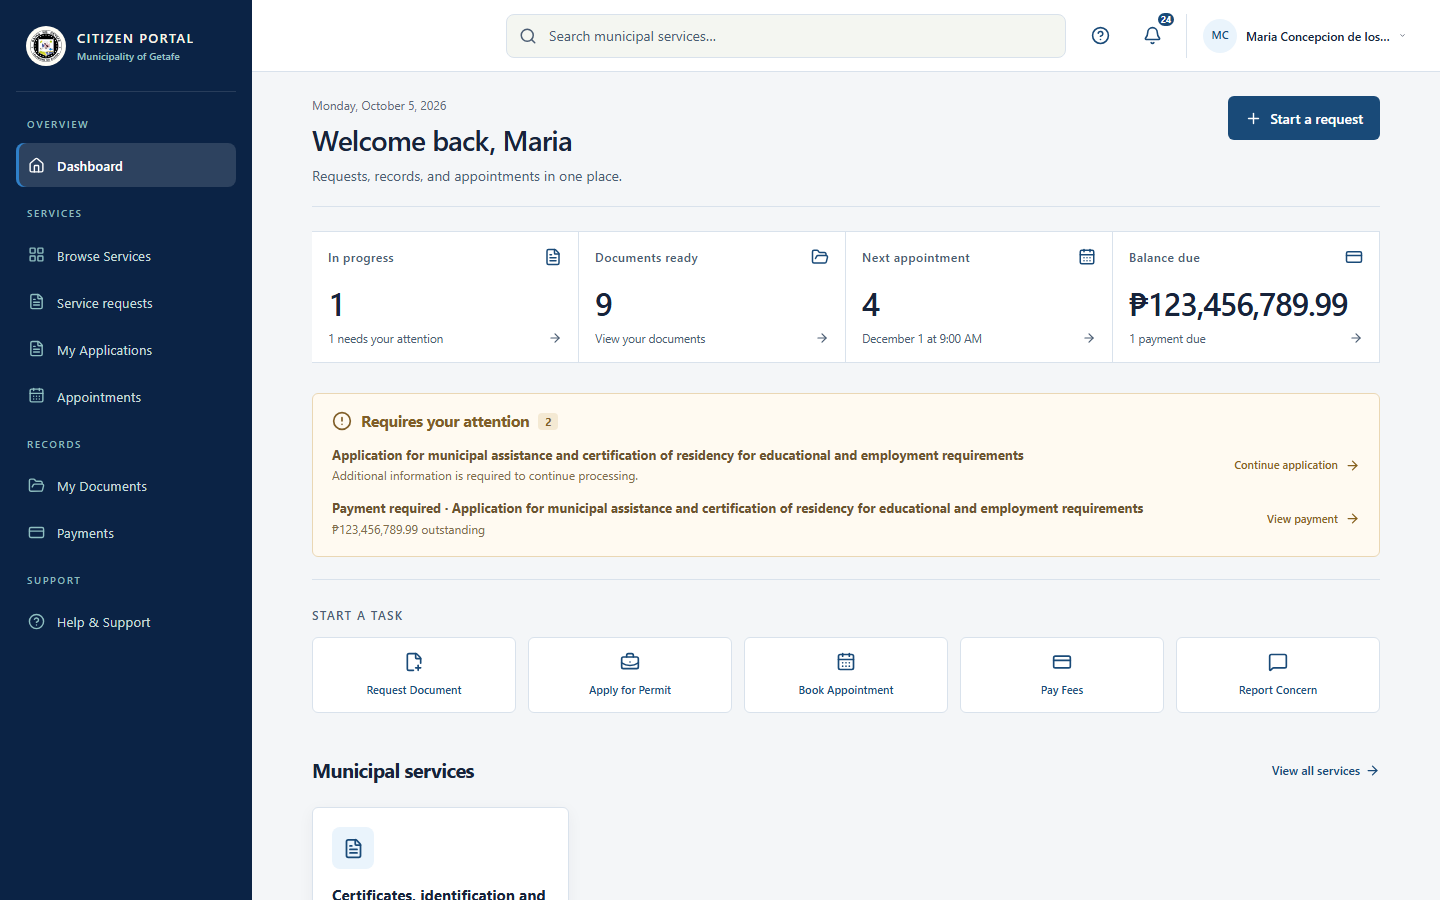 CITIZEN PORTAL
Municipality of Getafe
OVERVIEW
Dashboard
SERVICES
Browse Services
Service requests
My Applications
Appointments
RECORDS
My Documents
Payments
SUPPORT
Help & Support
Search municipal services...
24
MC
Maria Concepcion de los...
Monday, October 5, 2026
Welcome back, Maria
Requests, records, and appointments in one place.
+ Start a request
In progress
1
1 needs your attention
Documents ready
9
View your documents
Next appointment
4
December 1 at 9:00 AM
Balance due
₱123,456,789.99
1 payment due
Requires your attention 2
Application for municipal assistance and certification of residency for educational and employment requirements
Additional information is required to continue processing.
Continue application
Payment required · Application for municipal assistance and certification of residency for educational and employment requirements
₱123,456,789.99 outstanding
View payment
START A TASK
Request Document
Apply for Permit
Book Appointment
Pay Fees
Report Concern
Municipal services
View all services
Certificates, identification and